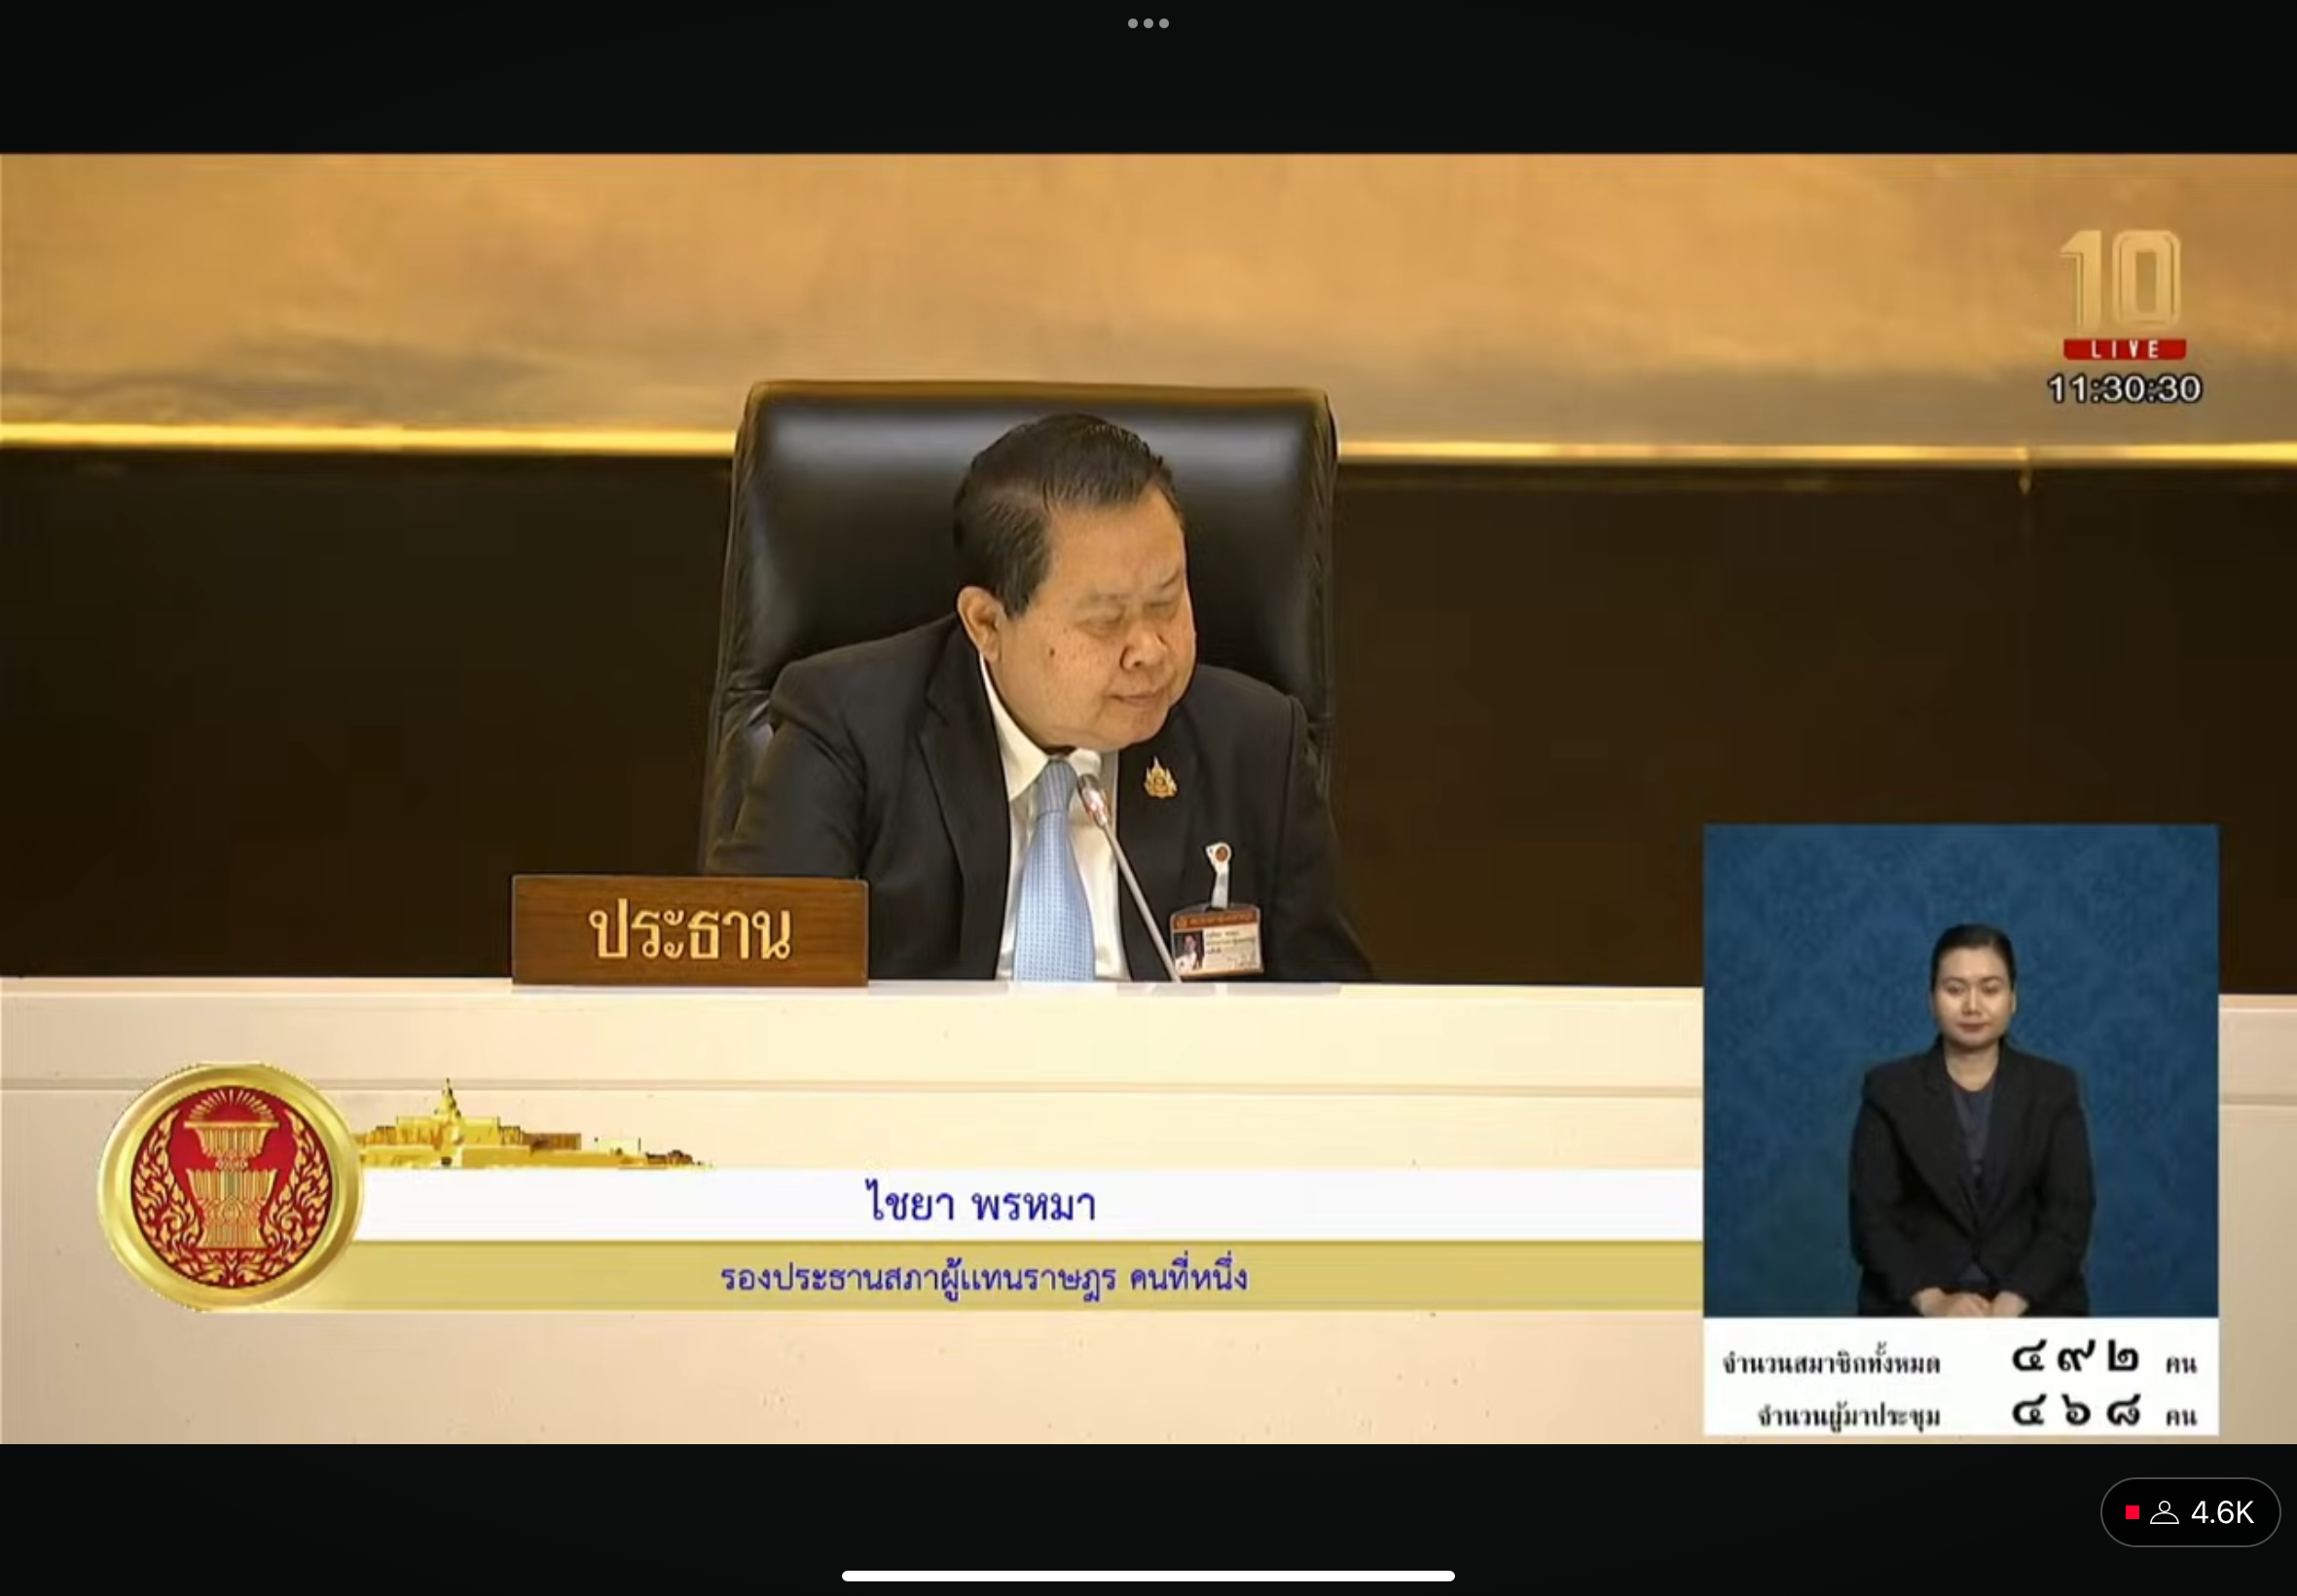 10
LIVE
11:30:30
ประธาน
ไชยา พรหมา
รองประธานสภาผู้แทนราษฎร คนที่หนึ่ง
จำนวนสมาชิกทั้งหมด ๔๙๒ คน
จำนวนผู้มาประชุม ๔๖๘ คน
4.6K